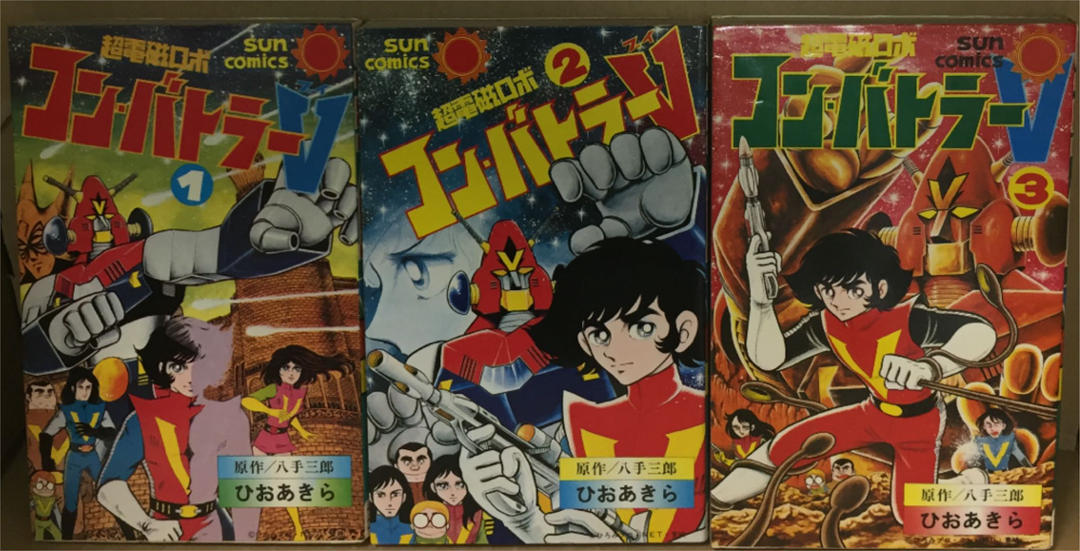 超電磁ロボ
コン・バトラーV
ブイ
sun
comics
1
原作/八手三郎
ひおあきら
sun
comics
超電磁ロボ
2
コン・バトラーV
ブイ
原作/八手三郎
ひおあきら
超電磁ロボ
sun
comics
コン・バトラーV
3
原作/八手三郎
ひおあきら